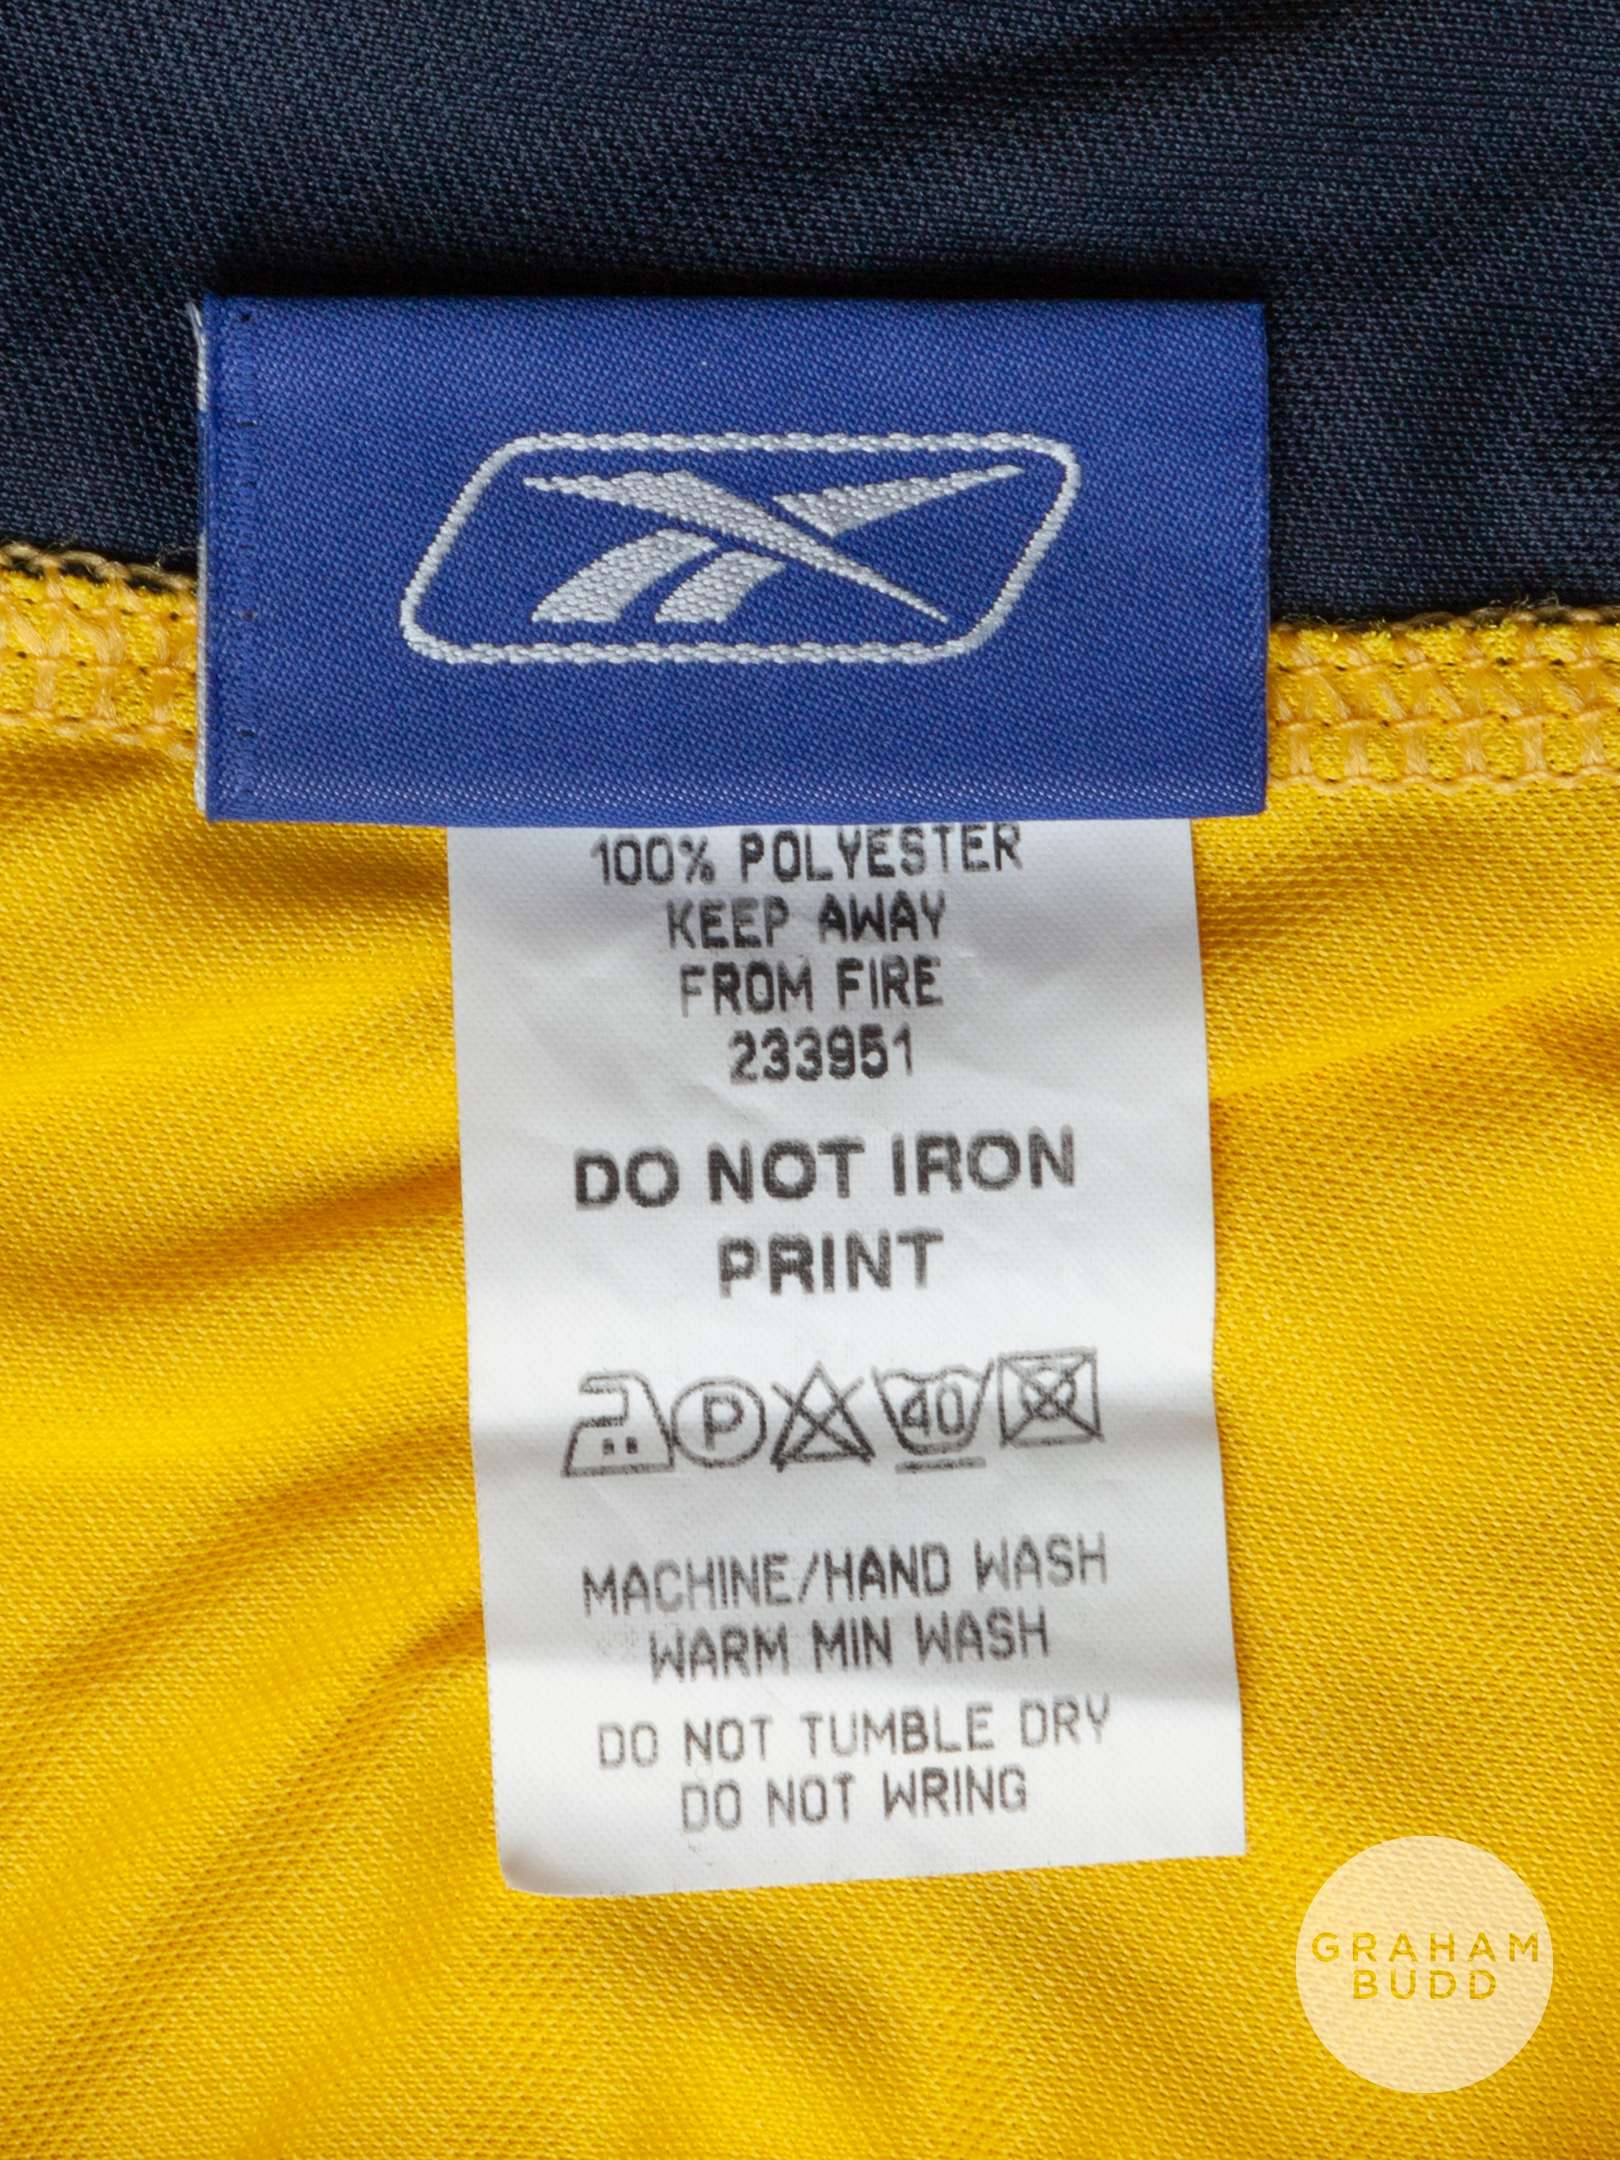 100% POLYESTER
KEEP AWAY
FROM FIRE
233951
DO NOT IRON
PRINT
P 40
MACHINE/HAND WASH
WARM MIN WASH
DO NOT TUMBLE DRY
DO NOT WRING
GRAHAM
BUDD